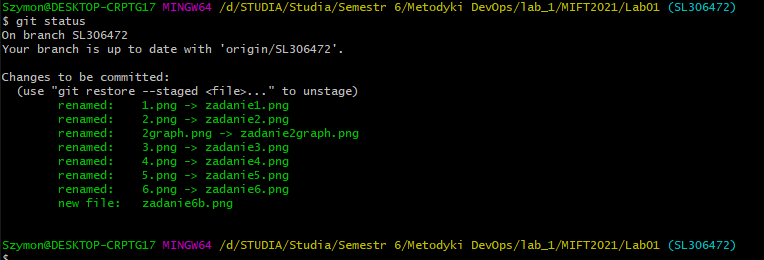 Szymon@DESKTOP-CRPTG17 MINGW64 /d/STUDIA/Studia/Semestr 6/Metodyki DevOps/lab_1/MIFT2021/Lab01 (SL306472)
$ git status
On branch SL306472
Your branch is up to date with 'origin/SL306472'.
Changes to be committed:
  (use "git restore --staged <file>..." to unstage)
        renamed:    1.png -> zadanie1.png
        renamed:    2.png -> zadanie2.png
        renamed:    2graph.png -> zadanie2graph.png
        renamed:    3.png -> zadanie3.png
        renamed:    4.png -> zadanie4.png
        renamed:    5.png -> zadanie5.png
        renamed:    6.png -> zadanie6.png
        new file:   zadanie6b.png
Szymon@DESKTOP-CRPTG17 MINGW64 /d/STUDIA/Studia/Semestr 6/Metodyki DevOps/lab_1/MIFT2021/Lab01 (SL306472)
$